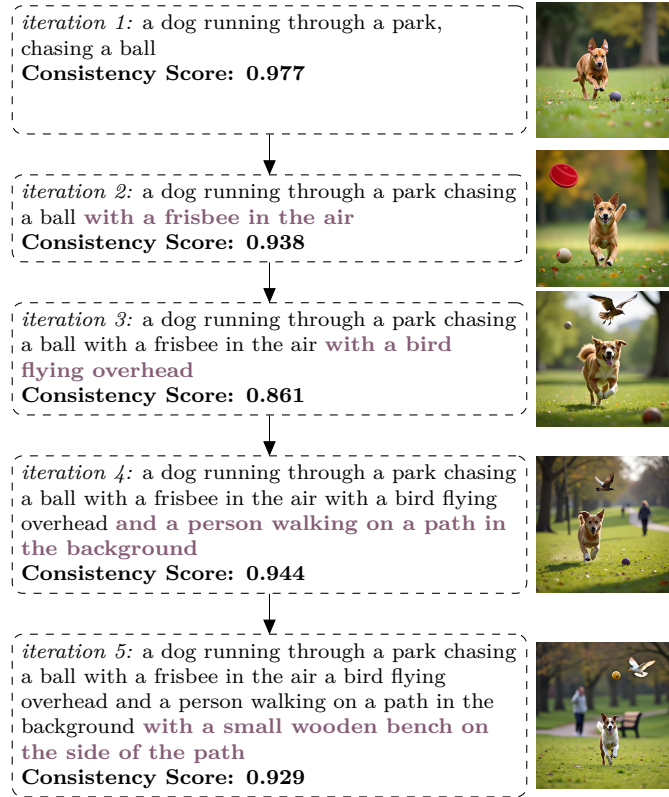 iteration 1: a dog running through a park,
chasing a ball
Consistency Score: 0.977
iteration 2: a dog running through a park chasing
a ball with a frisbee in the air
Consistency Score: 0.938
iteration 3: a dog running through a park chasing
a ball with a frisbee in the air with a bird
flying overhead
Consistency Score: 0.861
iteration 4: a dog running through a park chasing
a ball with a frisbee in the air with a bird flying
overhead and a person walking on a path in
the background
Consistency Score: 0.944
iteration 5: a dog running through a park chasing
a ball with a frisbee in the air a bird flying
overhead and a person walking on a path in the
background with a small wooden bench on
the side of the path
Consistency Score: 0.929